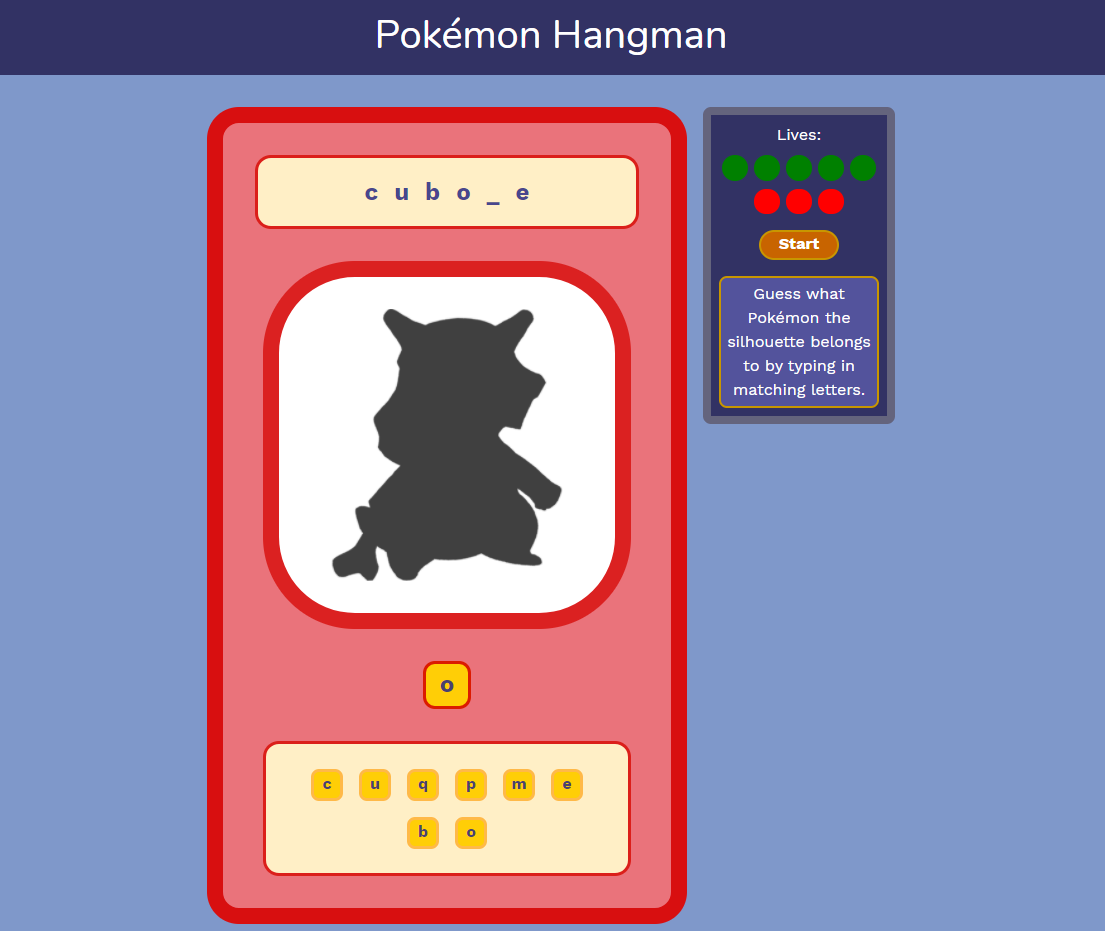 Pokémon Hangman
c u b o _ e
o
c u q p m e
b o
Lives:
Start
Guess what
Pokémon the
silhouette belongs
to by typing in
matching letters.